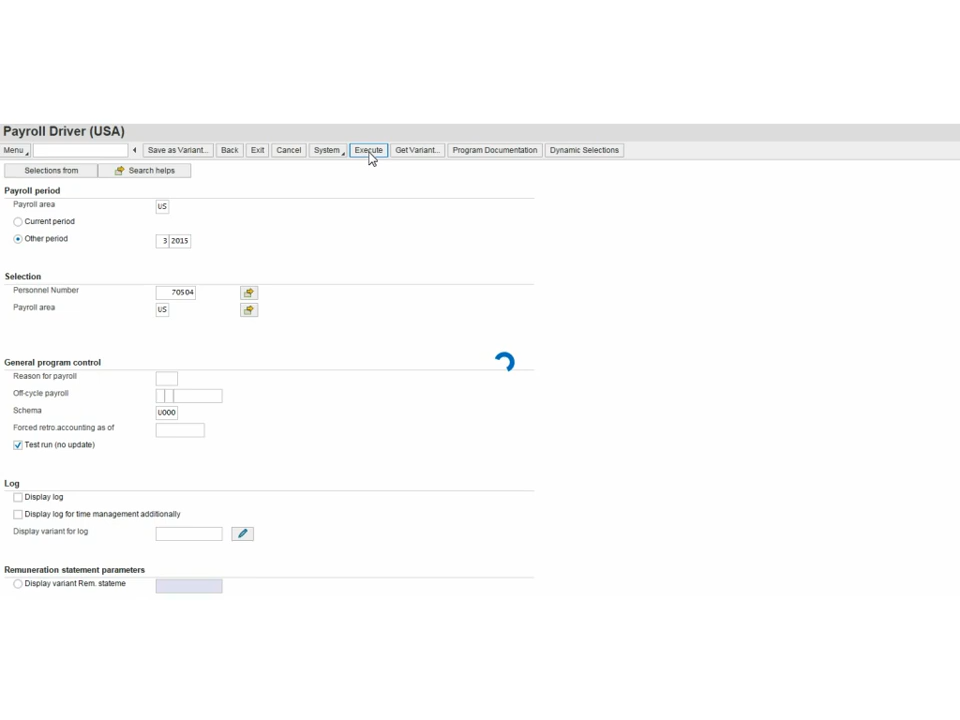 Payroll Driver (USA)
Menu Save as Variant... Back Exit Cancel System Execute Get Variant... Program Documentation Dynamic Selections
Selections from Search helps
Payroll period
Payroll area US
Current period
Other period 3 2015
Selection
Personnel Number 70504
Payroll area US
General program control
Reason for payroll
Off-cycle payroll
Schema U000
Forced retro.accounting as of
Test run (no update)
Log
Display log
Display log for time management additionally
Display variant for log
Remuneration statement parameters
Display variant Rem. stateme